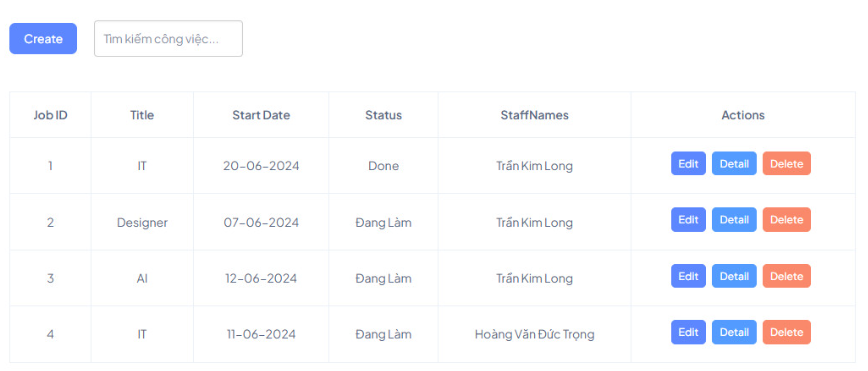 Create Tìm kiếm công việc...
Job ID Title Start Date Status StaffNames Actions
1 IT 20-06-2024 Done Trần Kim Long Edit Detail Delete
2 Designer 07-06-2024 Đang Làm Trần Kim Long Edit Detail Delete
3 AI 12-06-2024 Đang Làm Trần Kim Long Edit Detail Delete
4 IT 11-06-2024 Đang Làm Hoàng Văn Đức Trọng Edit Detail Delete